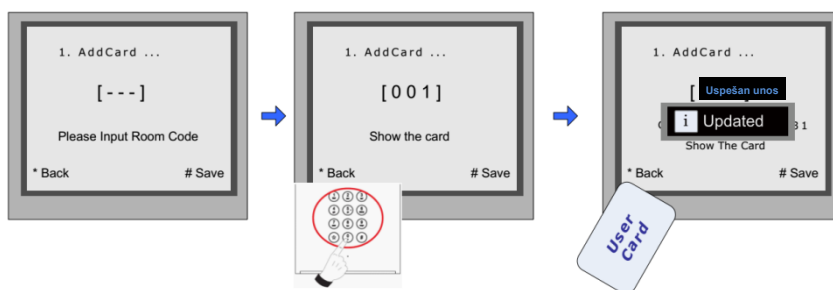 1. AddCard ...
[---]
Please Input Room Code
* Back # Save
1. AddCard ...
[001]
Show the card
* Back # Save
1. AddCard ...
[
Uspešan unos
i Updated
31
Show The Card
* Back # Save
User
Card